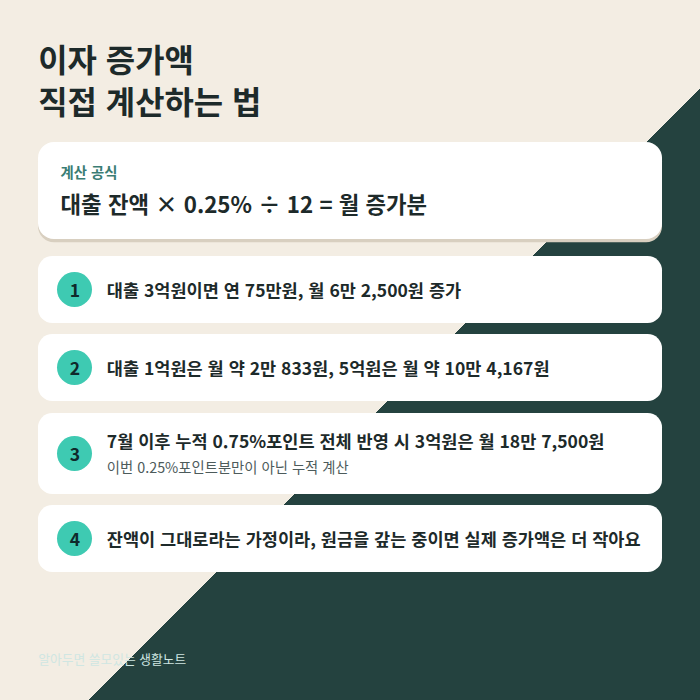 이자 증가액
직접 계산하는 법
계산 공식
대출 잔액 × 0.25% ÷ 12 = 월 증가분
1 대출 3억원이면 연 75만원, 월 6만 2,500원 증가
2 대출 1억원은 월 약 2만 833원, 5억원은 월 약 10만 4,167원
3 7월 이후 누적 0.75%포인트 전체 반영 시 3억원은 월 18만 7,500원
이번 0.25%포인트분만이 아닌 누적 계산
4 잔액이 그대로라는 가정이라, 원금을 갚는 중이면 실제 증가액은 더 작아요
알아두면 쓸모있는 생활노트